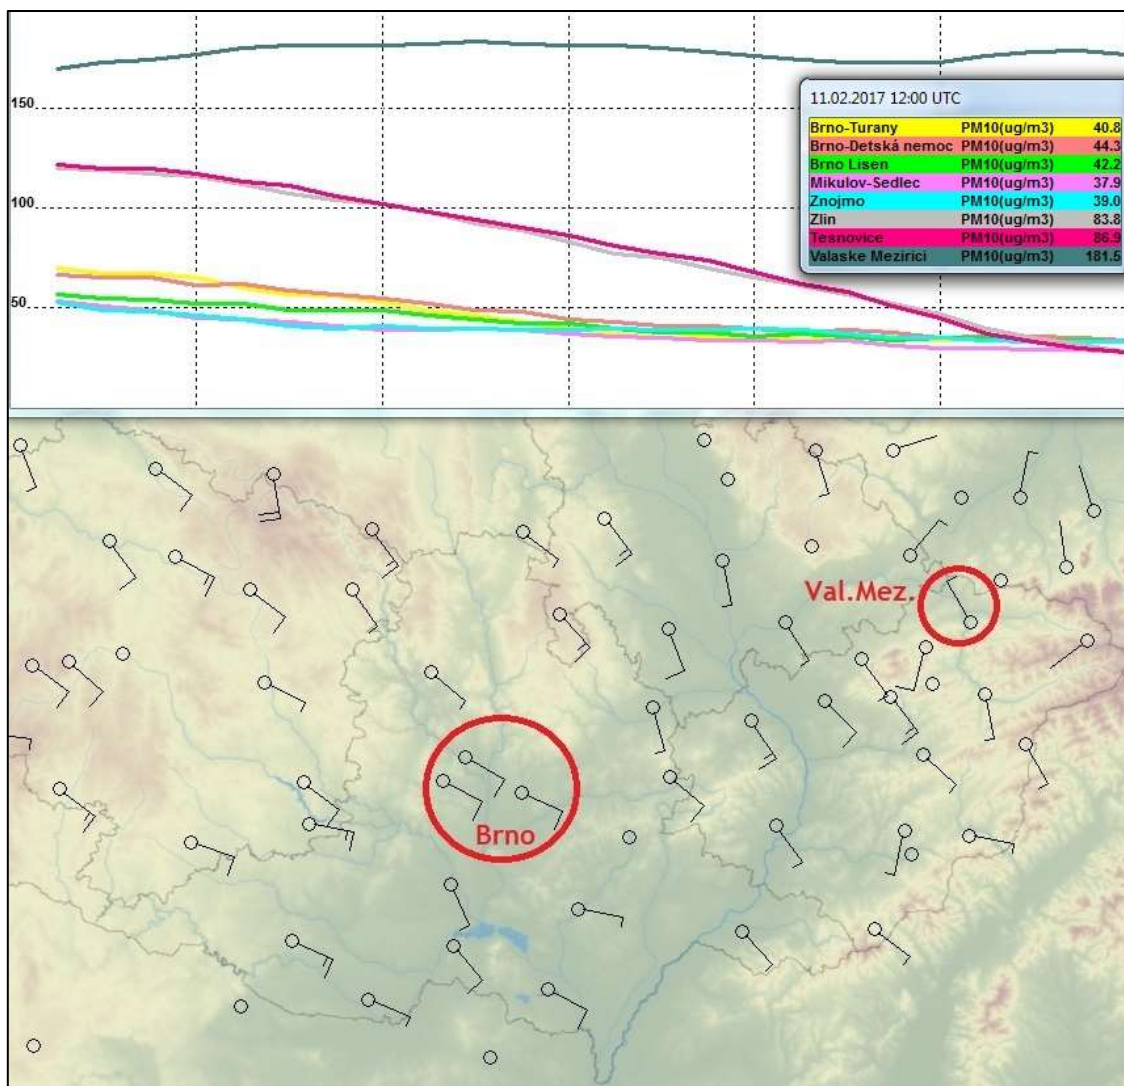 150
100
50
11.02.2017 12:00 UTC
Brno-Turany PM10(ug/m3) 40.8
Brno-Detská nemoc PM10(ug/m3) 44.3
Brno Lisen PM10(ug/m3) 42.2
Mikulov-Sedlec PM10(ug/m3) 37.9
Znojmo PM10(ug/m3) 39.0
Zlin PM10(ug/m3) 83.8
Tesnovice PM10(ug/m3) 86.9
Valaske Mezirici PM10(ug/m3) 181.5
Val.Mez.
Brno